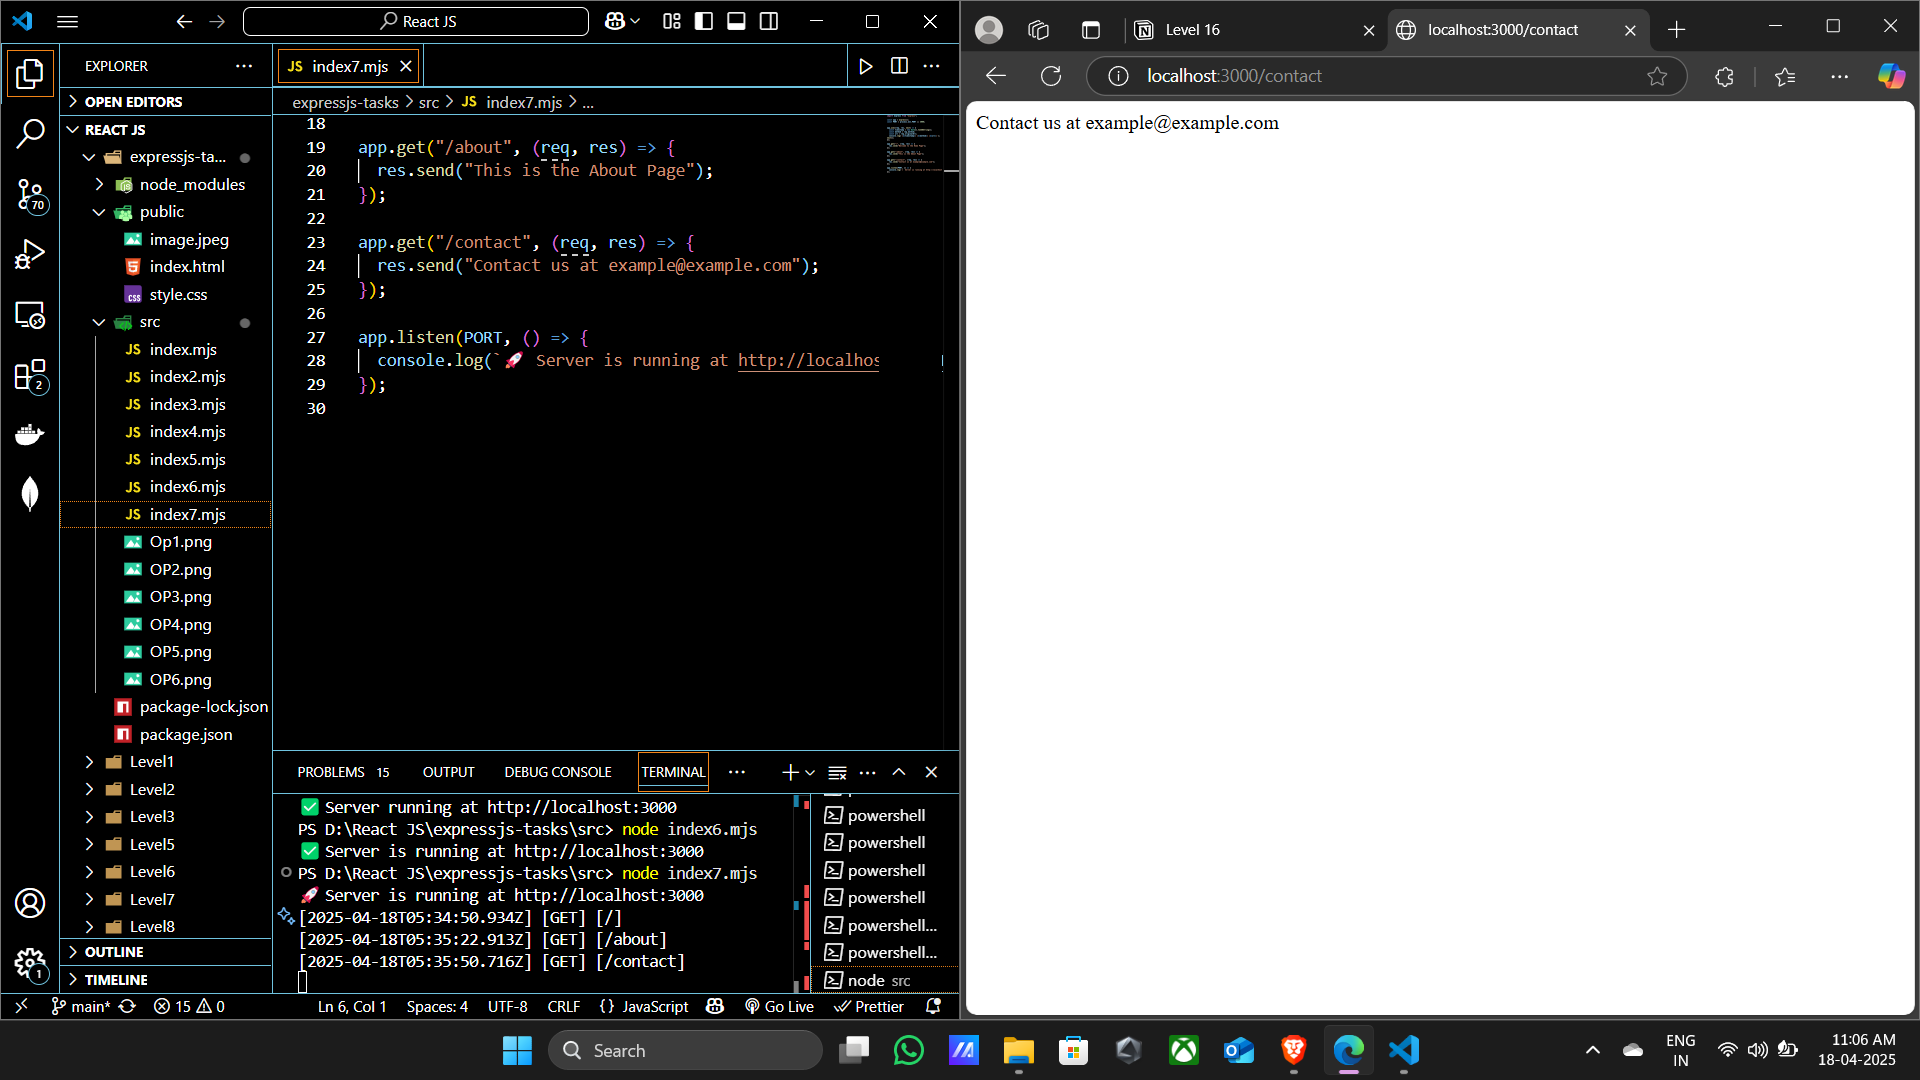 React JS
EXPLORER
OPEN EDITORS
REACT JS
expressjs-ta...
node_modules
public
image.jpeg
index.html
style.css
src
JS index.mjs
JS index2.mjs
JS index3.mjs
JS index4.mjs
JS index5.mjs
JS index6.mjs
JS index7.mjs
Op1.png
OP2.png
OP3.png
OP4.png
OP5.png
OP6.png
package-lock.json
package.json
Level1
Level2
Level3
Level5
Level6
Level7
Level8
OUTLINE
TIMELINE
70
2
1
JS index7.mjs
expressjs-tasks > src > JS index7.mjs > ...
18
19 app.get("/about", (req, res) => {
20 res.send("This is the About Page");
21 });
22
23 app.get("/contact", (req, res) => {
24 res.send("Contact us at example@example.com");
25 });
26
27 app.listen(PORT, () => {
28 console.log(`🚀 Server is running at http://localhos
29 });
30
PROBLEMS 15 OUTPUT DEBUG CONSOLE TERMINAL
✅ Server running at http://localhost:3000
PS D:\React JS\expressjs-tasks\src> node index6.mjs
✅ Server is running at http://localhost:3000
PS D:\React JS\expressjs-tasks\src> node index7.mjs
🚀 Server is running at http://localhost:3000
[2025-04-18T05:34:50.934Z] [GET] [/]
[2025-04-18T05:35:22.913Z] [GET] [/about]
[2025-04-18T05:35:50.716Z] [GET] [/contact]
powershell
powershell
powershell
powershell
powershell...
powershell...
node src
main* 15 0 Ln 6, Col 1 Spaces: 4 UTF-8 CRLF {} JavaScript Go Live Prettier
Level 16
localhost:3000/contact
localhost:3000/contact
Contact us at example@example.com
Search
ENG
IN
11:06 AM
18-04-2025